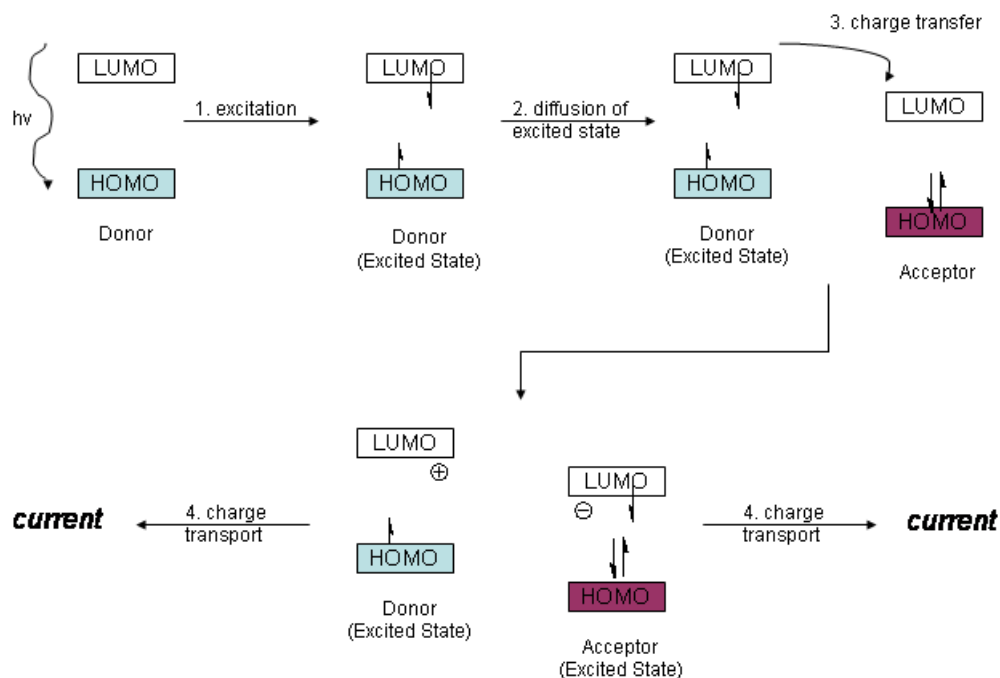 3. charge transfer
LUMO
LUMO
LUMO
hv
1. excitation
2. diffusion of
excited state
LUMO
HOMO
HOMO
HOMO
HOMO
Donor
Donor
(Excited State)
Donor
(Excited State)
Acceptor
LUMO
⊕
LUMO
⊖
current
4. charge
transport
4. charge
transport
current
HOMO
HOMO
Donor
(Excited State)
Acceptor
(Excited State)